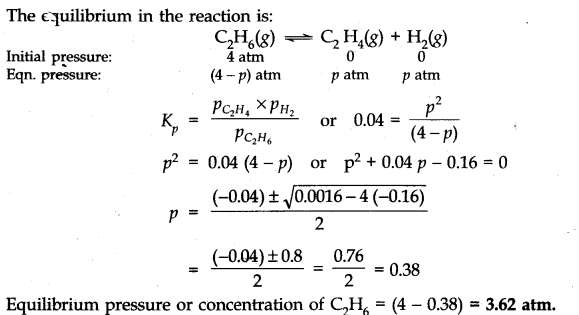 The equilibrium in the reaction is:
C₂H₆(g) ⇌ C₂H₄(g) + H₂(g)
Initial pressure: 4 atm 0 0
Eqn. pressure: (4 – p) atm p atm p atm
Kₚ = (p_C₂H₄ × p_H₂) / p_C₂H₆ or 0.04 = p² / (4 – p)
p² = 0.04 (4 – p) or p² + 0.04 p – 0.16 = 0
p = ((–0.04) ± √(0.0016 – 4 (–0.16))) / 2
= ((–0.04) ± 0.8) / 2 = 0.76 / 2 = 0.38
Equilibrium pressure or concentration of C₂H₆ = (4 – 0.38) = 3.62 atm.